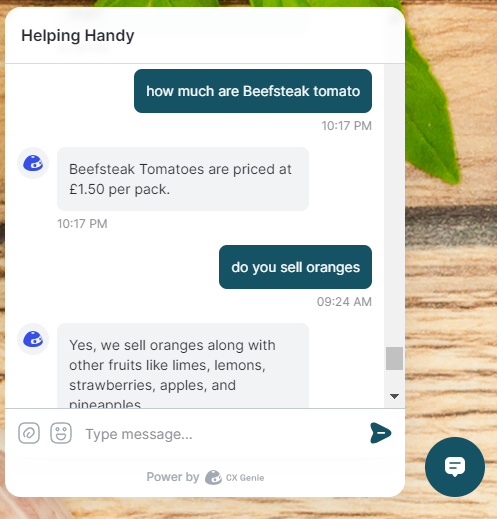 Helping Handy
how much are Beefsteak tomato
10:17 PM
Beefsteak Tomatoes are priced at
£1.50 per pack.
10:17 PM
do you sell oranges
09:24 AM
Yes, we sell oranges along with
other fruits like limes, lemons,
strawberries, apples, and
pineapples
Type message...
Power by CX Genie